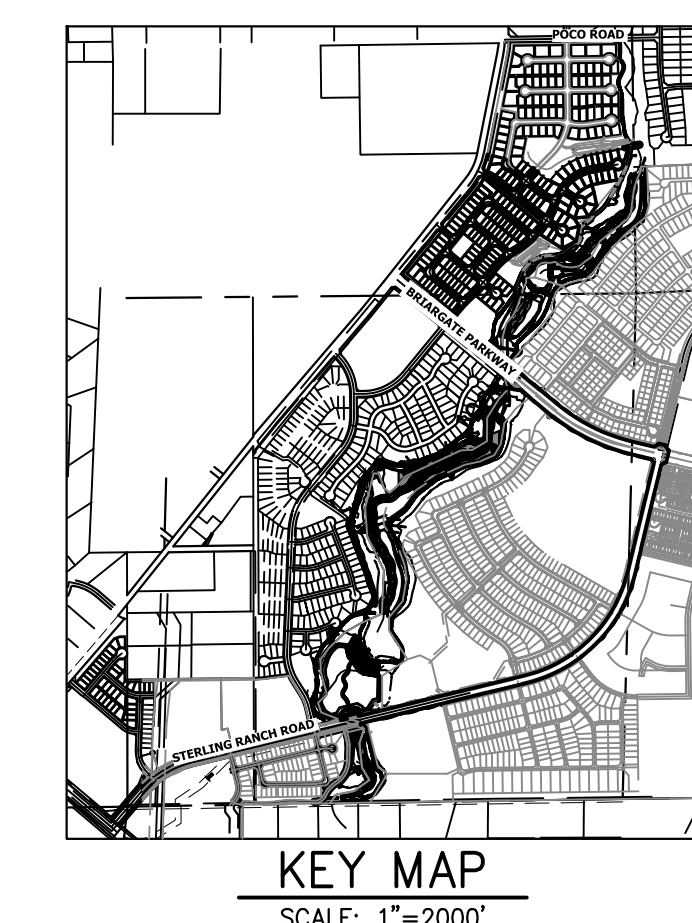 POCO ROAD
BRIARGATE PARKWAY
STERLING RANCH ROAD
KEY MAP
SCALE: 1"=2000'